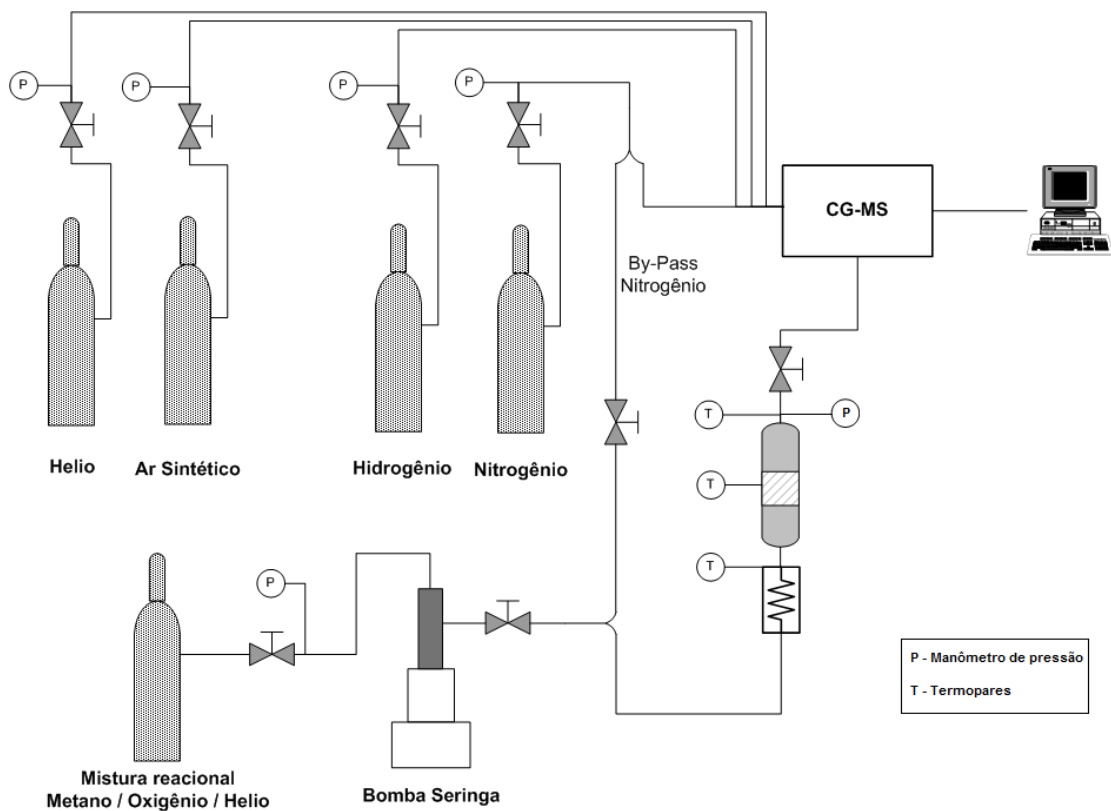 P
P
P
P
CG-MS
By-Pass
Nitrogênio
T
P
Helio
Ar Sintético
Hidrogênio
Nitrogênio
T
T
P
P - Manômetro de pressão
T - Termopares
Mistura reacional
Metano / Oxigênio / Helio
Bomba Seringa